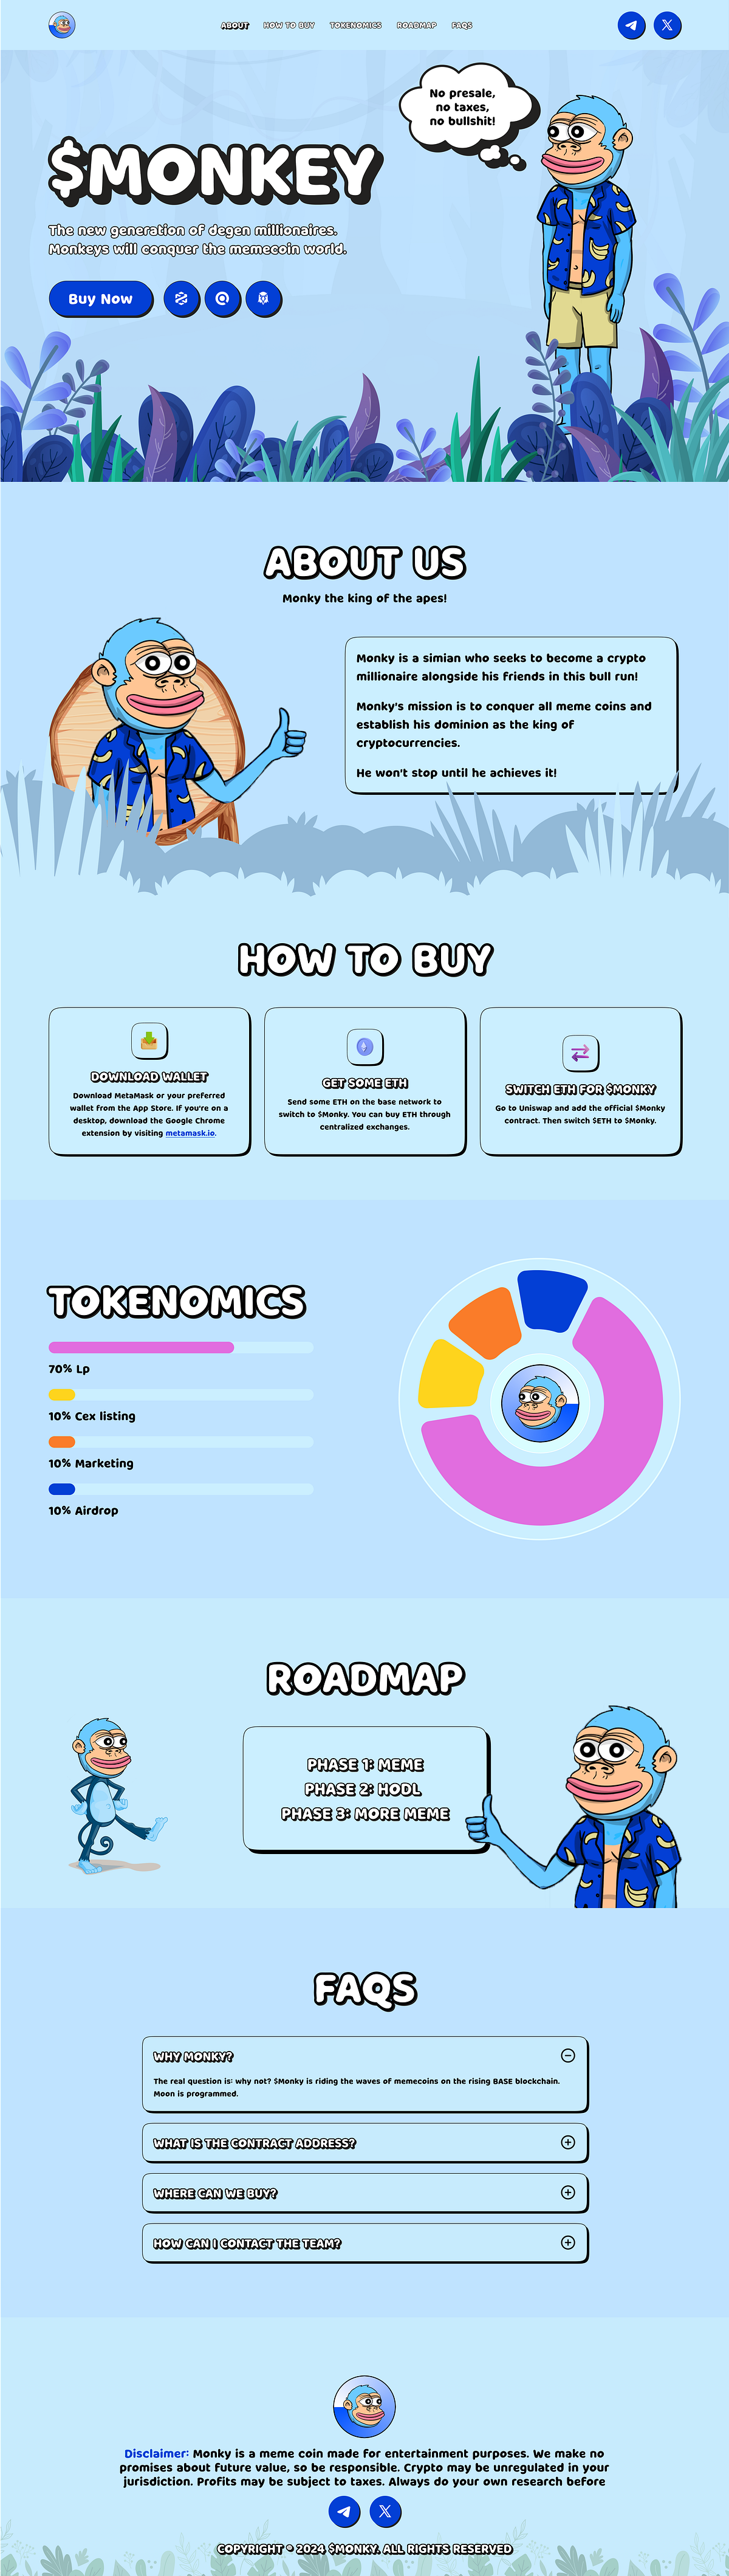 ABOUT HOW TO BUY TOKENOMICS ROADMAP FAQS
No presale,
no taxes,
no bullshit!
$MONKEY
The new generation of degen millionaires.
Monkeys will conquer the memecoin world.
Buy Now
ABOUT US
Monky the king of the apes!
Monky is a simian who seeks to become a crypto
millionaire alongside his friends in this bull run!
Monky's mission is to conquer all meme coins and
establish his dominion as the king of
cryptocurrencies.
He won't stop until he achieves it!
HOW TO BUY
DOWNLOAD WALLET
Download MetaMask or your preferred
wallet from the App Store. If you're on a
desktop, download the Google Chrome
extension by visiting metamask.io.
GET SOME ETH
Send some ETH on the base network to
switch to $Monky. You can buy ETH through
centralized exchanges.
SWITCH ETH FOR $MONKY
Go to Uniswap and add the official $Monky
contract. Then switch $ETH to $Monky.
TOKENOMICS
70% Lp
10% Cex listing
10% Marketing
10% Airdrop
ROADMAP
PHASE 1: MEME
PHASE 2: HODL
PHASE 3: MORE MEME
FAQS
WHY MONKY?
The real question is: why not? $Monky is riding the waves of memecoins on the rising BASE blockchain.
Moon is programmed.
WHAT IS THE CONTRACT ADDRESS?
WHERE CAN WE BUY?
HOW CAN I CONTACT THE TEAM?
Disclaimer: Monky is a meme coin made for entertainment purposes. We make no
promises about future value, so be responsible. Crypto may be unregulated in your
jurisdiction. Profits may be subject to taxes. Always do your own research before
COPYRIGHT © 2024 $MONKY. ALL RIGHTS RESERVED